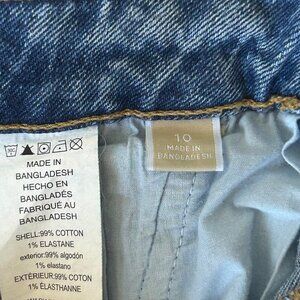 MADE IN
BANGLADESH
HECHO EN
BANGLADÉS
FABRIQUÉ AU
BANGLADESH
SHELL:99% COTTON
1% ELASTANE
exterior:99% algodón
1% elastano
EXTÉRIEUR:99% COTON
1% ÉLASTHANNE
10
MADE IN
BANGLADESH